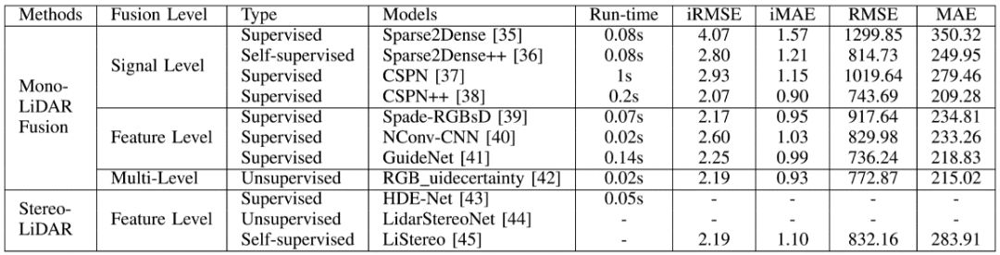 Methods Fusion Level Type Models Run-time iRMSE iMAE RMSE MAE
Mono-LiDAR Fusion Signal Level Supervised Sparse2Dense [35] 0.08s 4.07 1.57 1299.85 350.32
Self-supervised Sparse2Dense++ [36] 0.08s 2.80 1.21 814.73 249.95
Supervised CSPN [37] 1s 2.93 1.15 1019.64 279.46
Supervised CSPN++ [38] 0.2s 2.07 0.90 743.69 209.28
Feature Level Supervised Spade-RGBsD [39] 0.07s 2.17 0.95 917.64 234.81
Supervised NConv-CNN [40] 0.02s 2.60 1.03 829.98 233.26
Supervised GuideNet [41] 0.14s 2.25 0.99 736.24 218.83
Multi-Level Unsupervised RGB_uidecertainty [42] 0.02s 2.19 0.93 772.87 215.02
Stereo-LiDAR Feature Level Supervised HDE-Net [43] 0.05s - - - -
Unsupervised LidarStereoNet [44] - - - - -
Self-supervised LiStereo [45] - 2.19 1.10 832.16 283.91